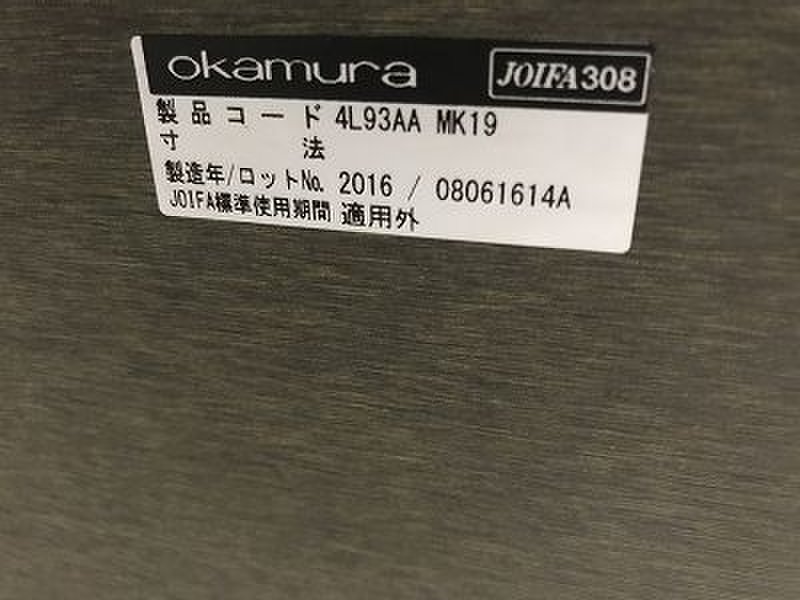 okamura JOIFA308
製品コード 4L93AA MK19
寸法
製造年/ロットNo. 2016 / 08061614A
JOIFA標準使用期間 適用外